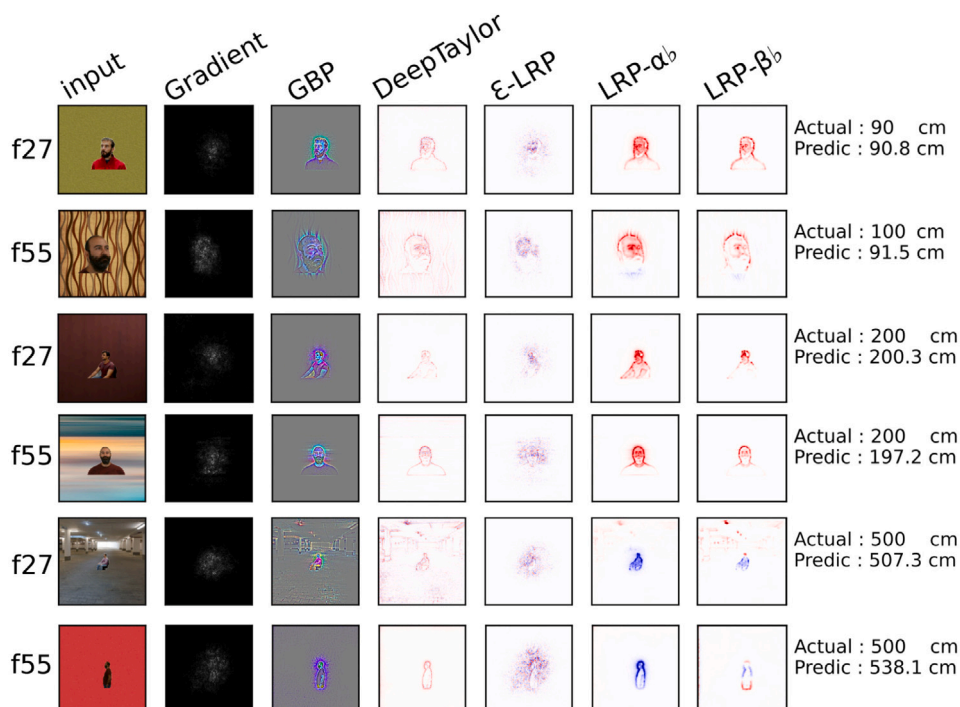 input Gradient GBP DeepTaylor Ɛ-LRP LRP-α♭ LRP-β♭
f27 Actual : 90 cm
Predic : 90.8 cm
f55 Actual : 100 cm
Predic : 91.5 cm
f27 Actual : 200 cm
Predic : 200.3 cm
f55 Actual : 200 cm
Predic : 197.2 cm
f27 Actual : 500 cm
Predic : 507.3 cm
f55 Actual : 500 cm
Predic : 538.1 cm